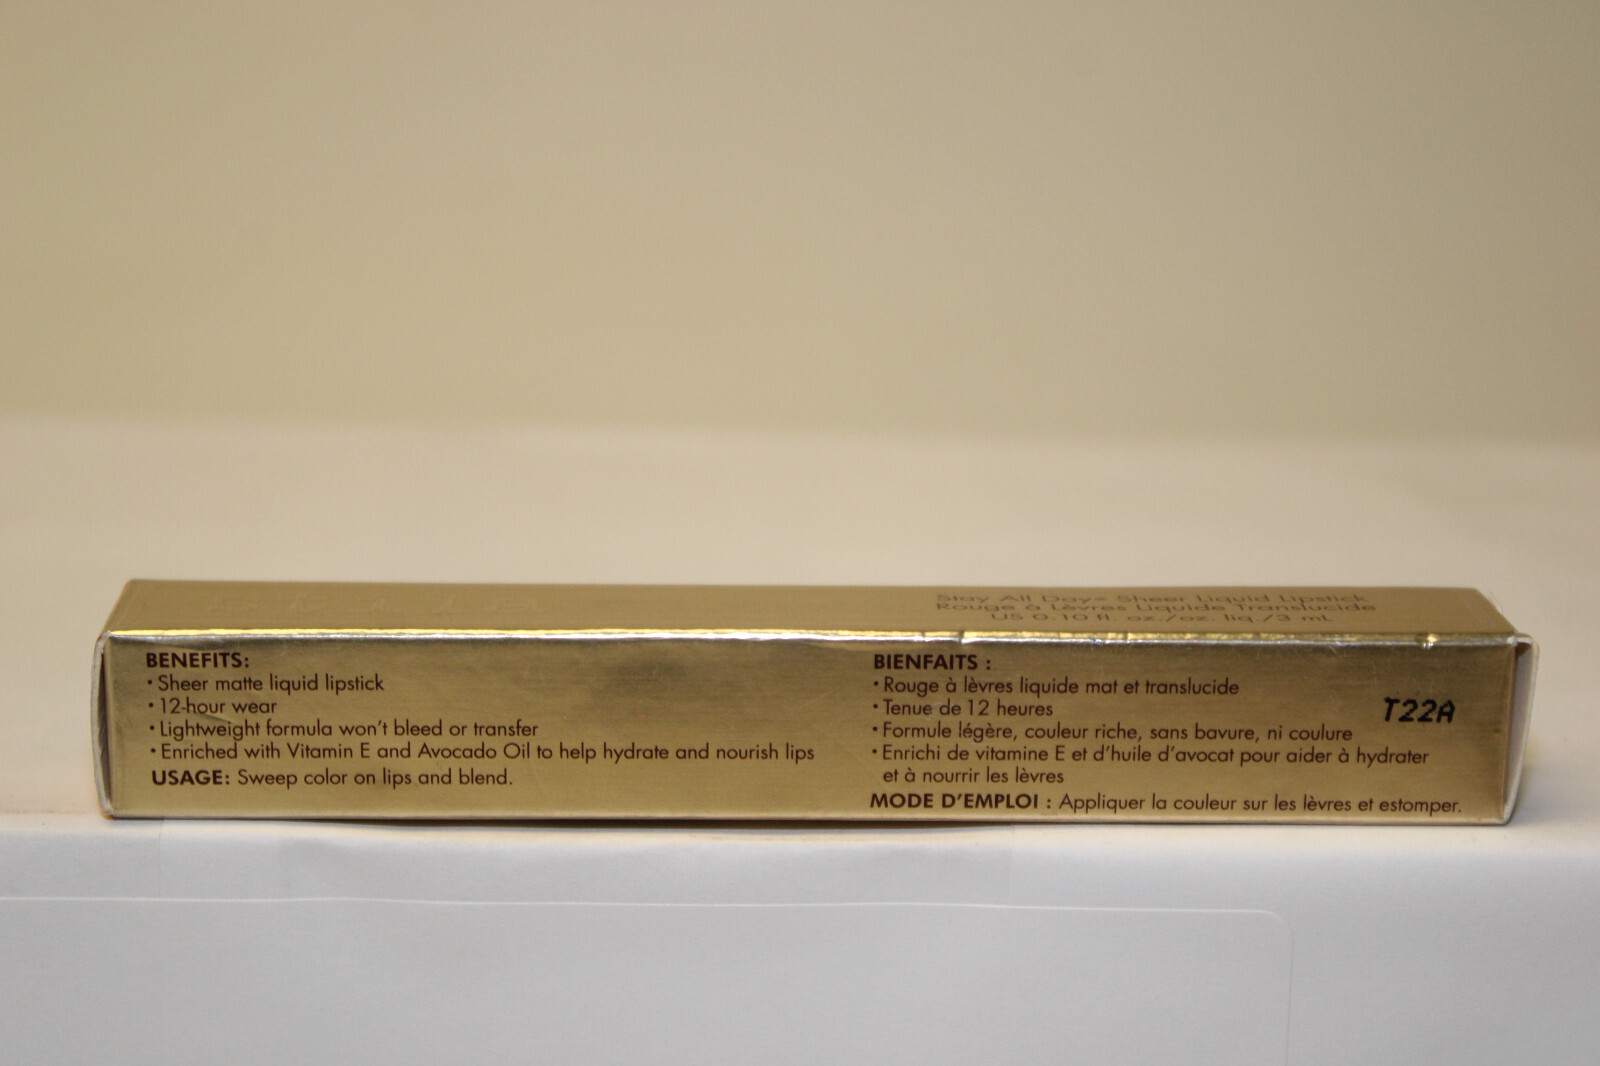 Stay All Day® Sheer Liquid Lipstick
Rouge à Lèvres Liquide Translucide
US 0.10 fl. oz./oz. liq./3 mL
BENEFITS:
• Sheer matte liquid lipstick
• 12-hour wear
• Lightweight formula won't bleed or transfer
• Enriched with Vitamin E and Avocado Oil to help hydrate and nourish lips
USAGE: Sweep color on lips and blend.
BIENFAITS :
• Rouge à lèvres liquide mat et translucide
• Tenue de 12 heures
• Formule légère, couleur riche, sans bavure, ni coulure
• Enrichi de vitamine E et d'huile d'avocat pour aider à hydrater
et à nourrir les lèvres
MODE D'EMPLOI : Appliquer la couleur sur les lèvres et estomper.
T22A